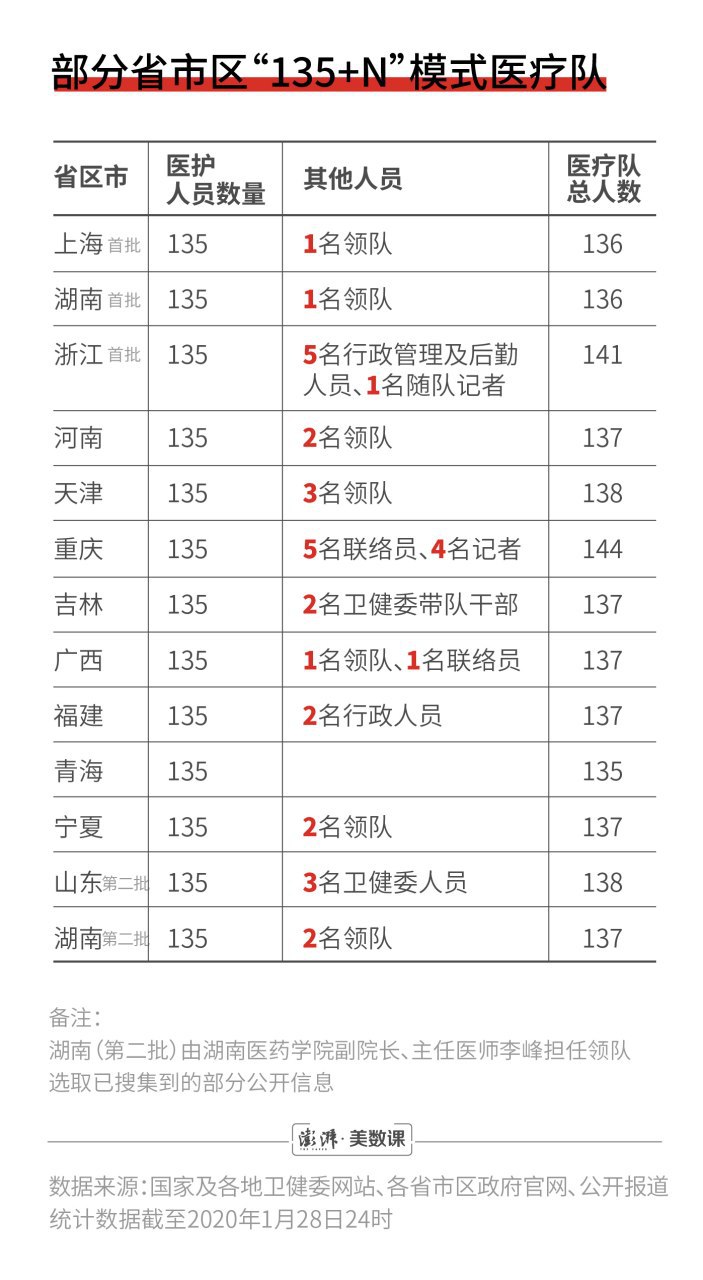 部分省市区“135+N”模式医疗队
省区市 医护人员数量 其他人员 医疗队总人数
上海 首批 135 1名领队 136
湖南 首批 135 1名领队 136
浙江 首批 135 5名行政管理及后勤 141
人员、1名随队记者
河南 135 2名领队 137
天津 135 3名领队 138
重庆 135 5名联络员、4名记者 144
吉林 135 2名卫健委带队干部 137
广西 135 1名领队、1名联络员 137
福建 135 2名行政人员 137
青海 135 135
宁夏 135 2名领队 137
山东第二批 135 3名卫健委人员 138
湖南第二批 135 2名领队 137
备注：
湖南（第二批）由湖南医药学院副院长、主任医师李峰担任领队
选取已搜集到的部分公开信息
澎湃·美数课
数据来源：国家及各地卫健委网站、各省市区政府官网、公开报道
统计数据截至2020年1月28日24时